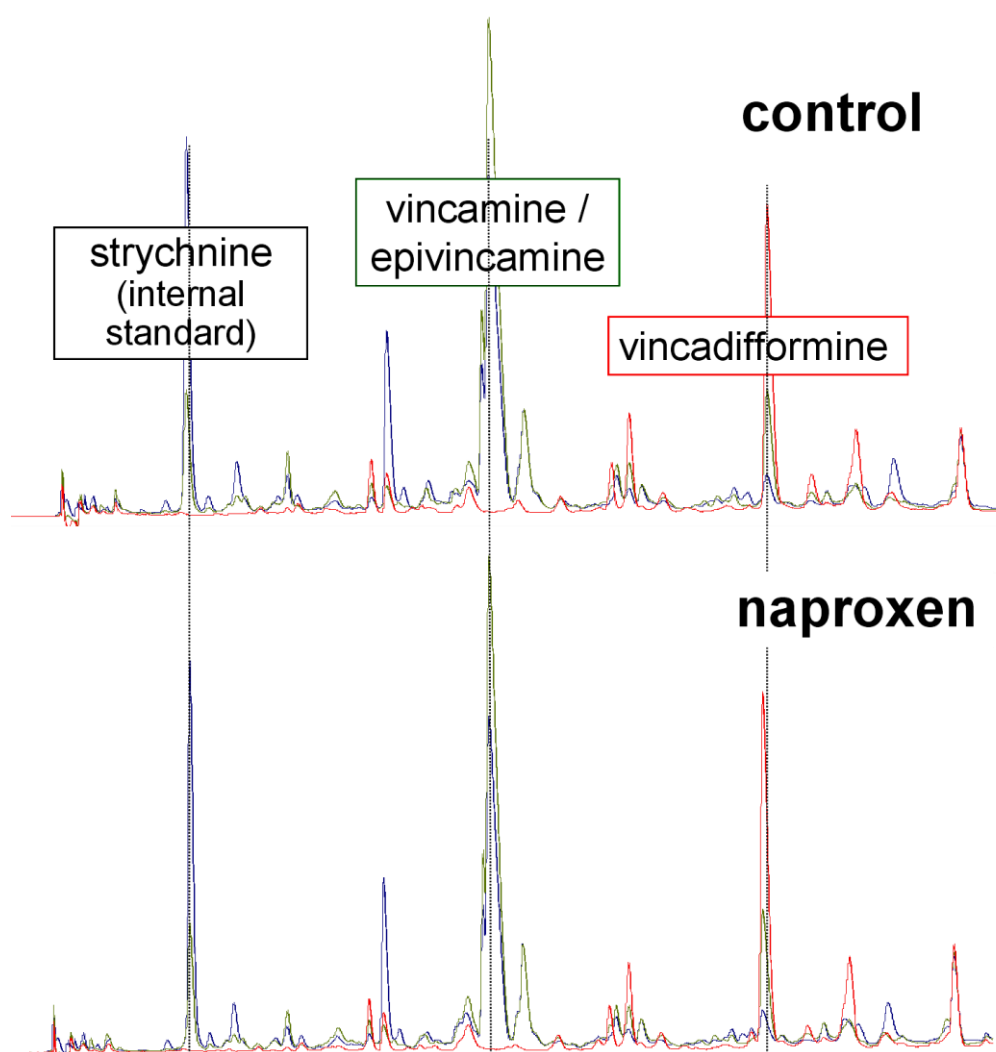 control
vincamine /
epivincamine
strychnine
(internal
standard)
vincadifformine
naproxen